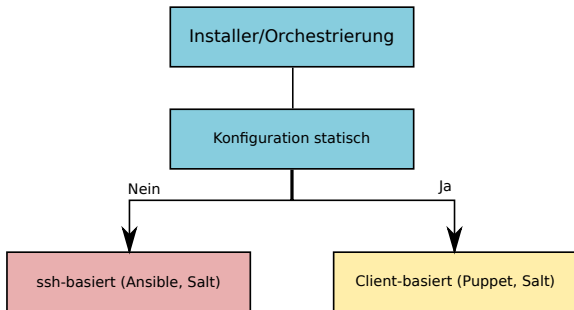 Installer/Orchestrierung
Konfiguration statisch
Nein
Ja
ssh-basiert (Ansible, Salt)
Client-basiert (Puppet, Salt)